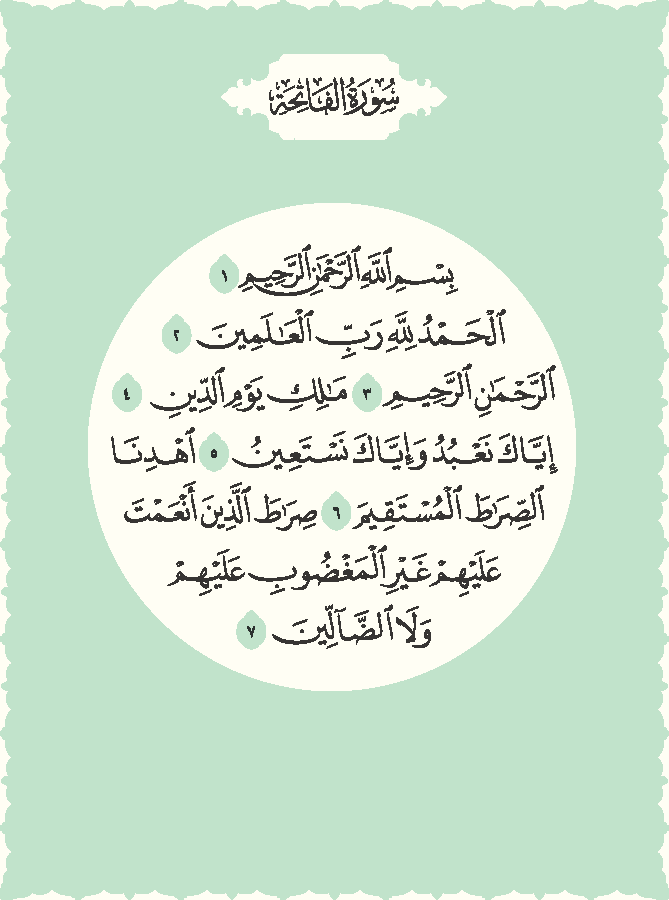 سُورَةُ الفَاتِحَةِ
بِسْمِ ٱللَّهِ ٱلرَّحْمَٰنِ ٱلرَّحِيمِ ١
ٱلْحَمْدُ لِلَّهِ رَبِّ ٱلْعَٰلَمِينَ ٢
ٱلرَّحْمَٰنِ ٱلرَّحِيمِ ٣ مَٰلِكِ يَوْمِ ٱلدِّينِ ٤
إِيَّاكَ نَعْبُدُ وَإِيَّاكَ نَسْتَعِينُ ٥ ٱهْدِنَا
ٱلصِّرَٰطَ ٱلْمُسْتَقِيمَ ٦ صِرَٰطَ ٱلَّذِينَ أَنْعَمْتَ
عَلَيْهِمْ غَيْرِ ٱلْمَغْضُوبِ عَلَيْهِمْ
وَلَا ٱلضَّآلِّينَ ٧